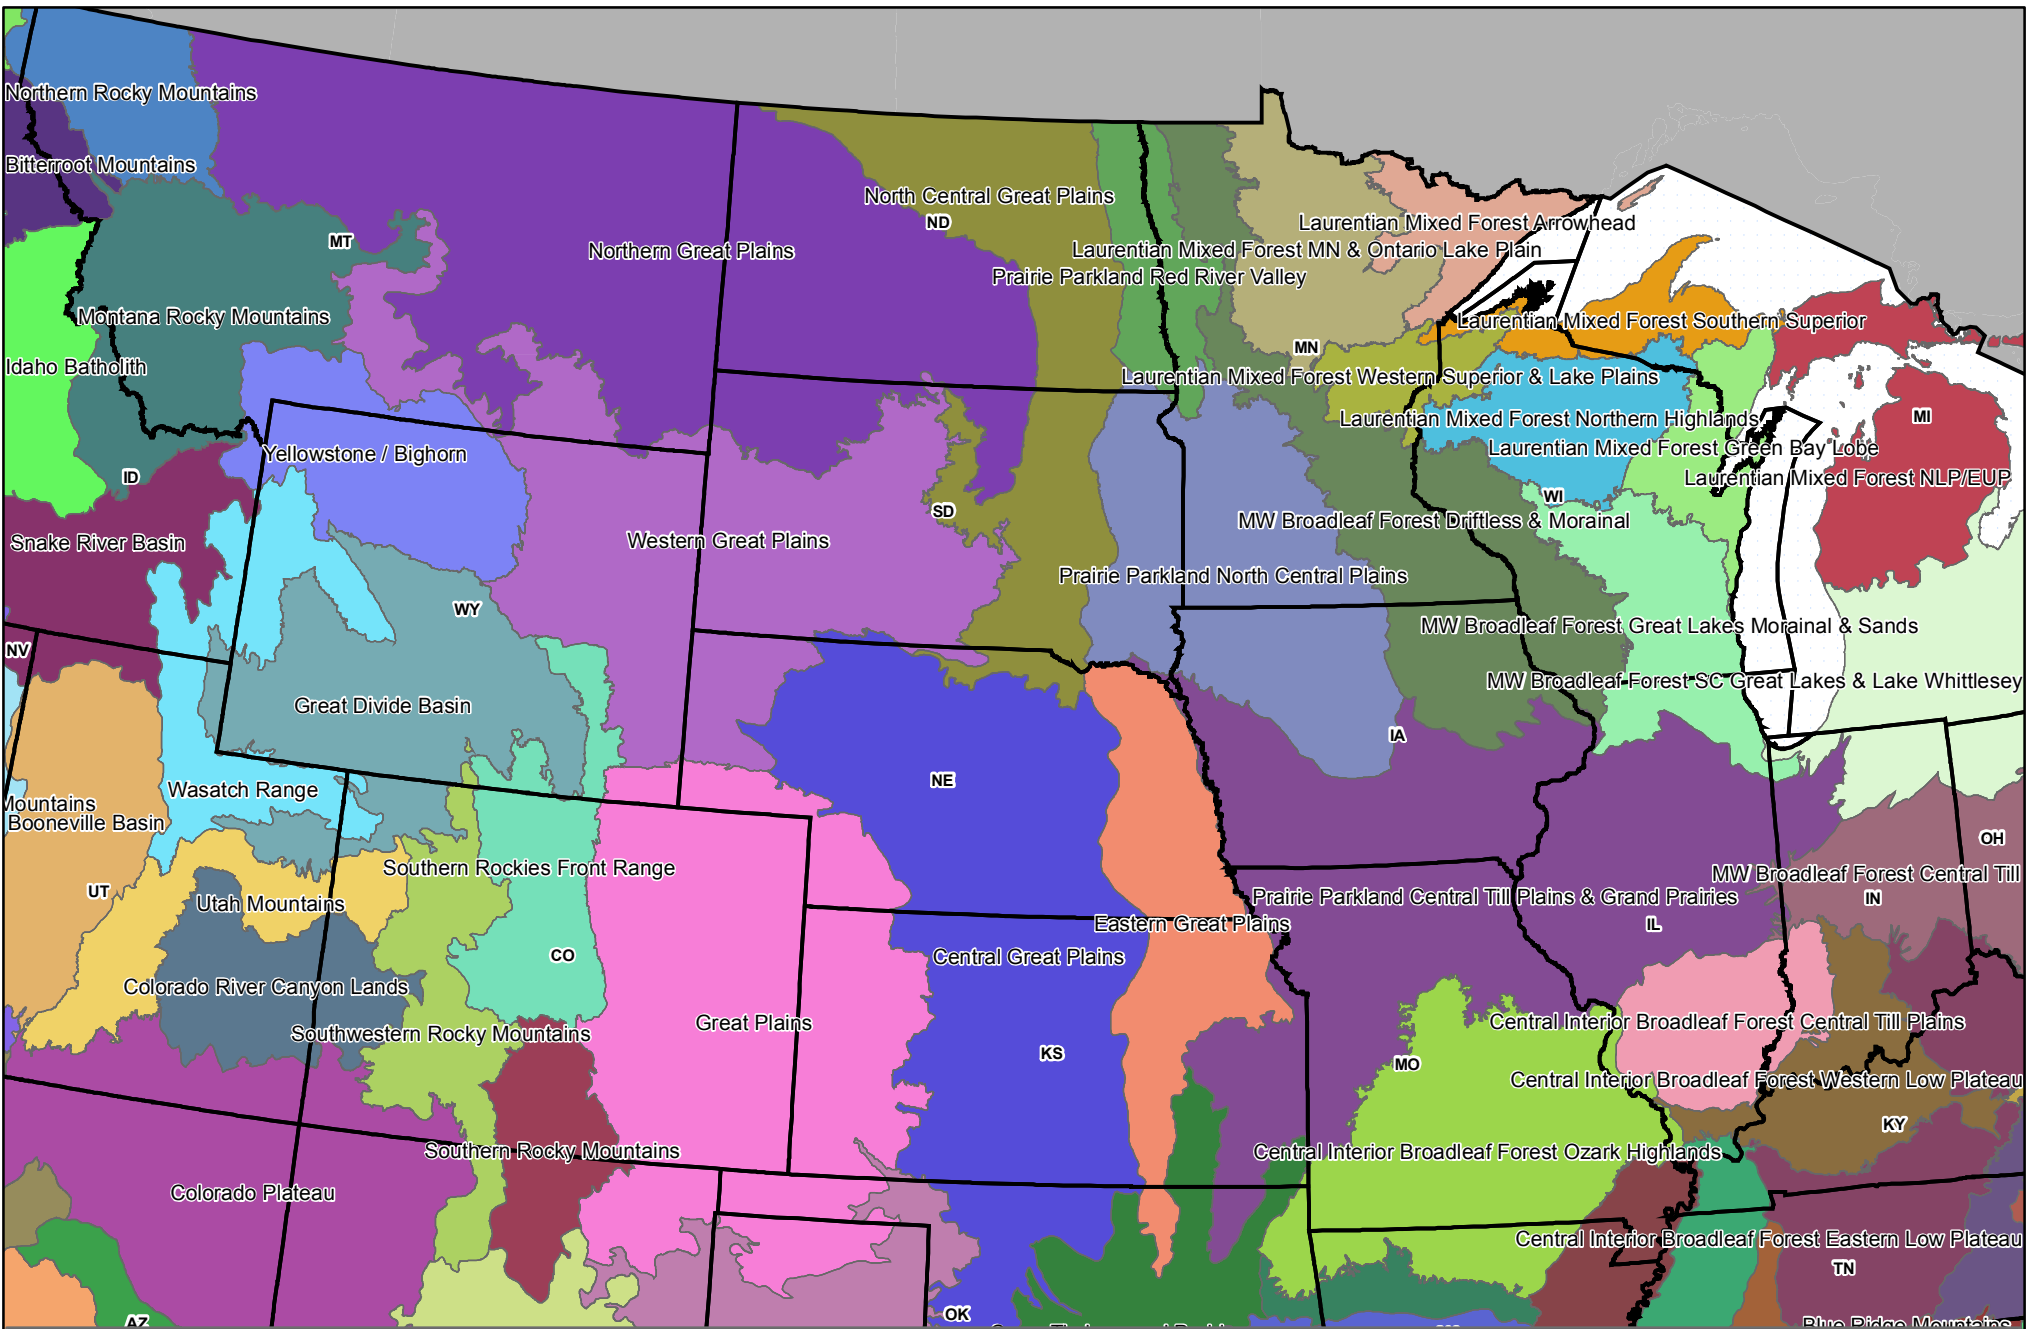 Northern Rocky Mountains
Bitterroot Mountains
North Central Great Plains
ND
Laurentian Mixed Forest Arrowhead
MT
Northern Great Plains
Laurentian Mixed Forest MN & Ontario Lake Plain
Prairie Parkland Red River Valley
Montana Rocky Mountains
Laurentian Mixed Forest Southern Superior
MN
Idaho Batholith
Laurentian Mixed Forest Western Superior & Lake Plains
Laurentian Mixed Forest Northern Highlands
MI
Yellowstone / Bighorn
Laurentian Mixed Forest Green Bay Lobe
ID
Laurentian Mixed Forest NLP/EUP
WI
SD
MW Broadleaf Forest Driftless & Morainal
Snake River Basin
Western Great Plains
Prairie Parkland North Central Plains
WY
MW Broadleaf Forest Great Lakes Morainal & Sands
NV
MW Broadleaf Forest SC Great Lakes & Lake Whittlesey
Great Divide Basin
IA
NE
Wasatch Range
Mountains
Booneville Basin
OH
Southern Rockies Front Range
MW Broadleaf Forest Central Till
UT
Utah Mountains
Prairie Parkland Central Till Plains & Grand Prairies
IN
Eastern Great Plains
IL
CO
Central Great Plains
Colorado River Canyon Lands
Great Plains
Central Interior Broadleaf Forest Central Till Plains
Southwestern Rocky Mountains
KS
MO
Central Interior Broadleaf Forest Western Low Plateau
KY
Southern Rocky Mountains
Central Interior Broadleaf Forest Ozark Highlands
Colorado Plateau
Central Interior Broadleaf Forest Eastern Low Plateau
TN
OK
AZ
Blue Ridge Mountains